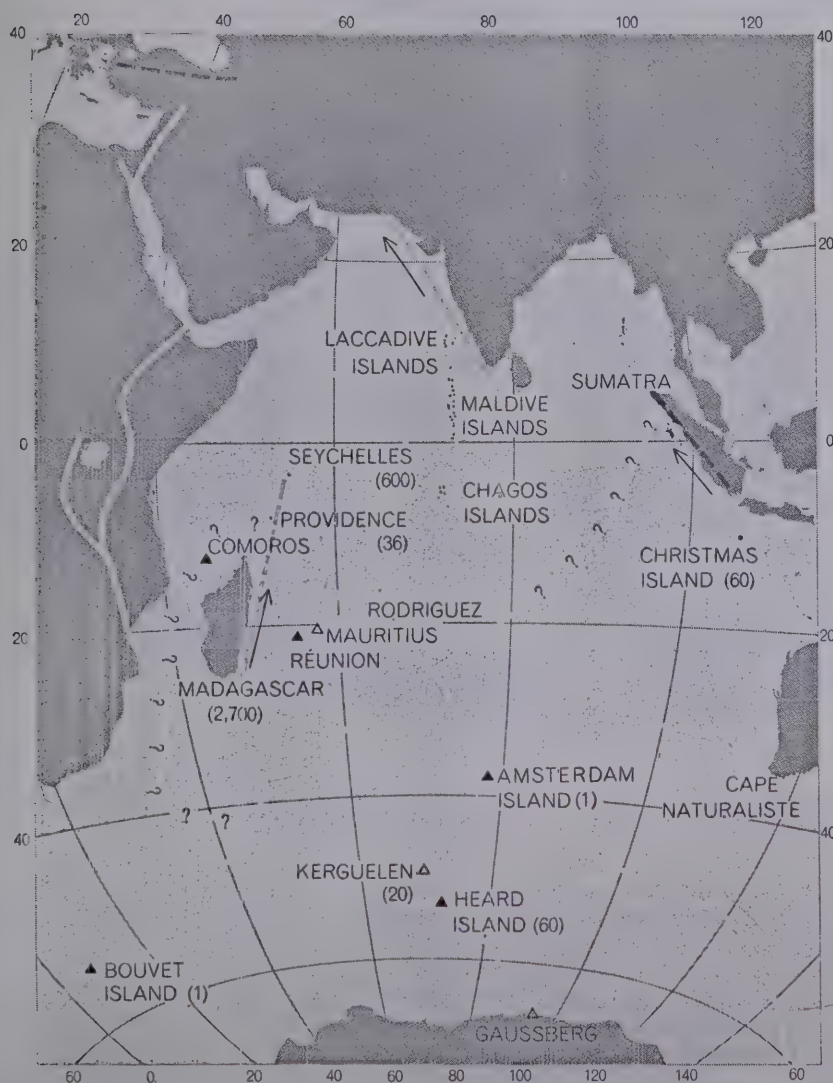 20 40 60 80 100 120
40 40
20 20
LACCADIVE
ISLANDS
SUMATRA
MALDIVE
ISLANDS
0 0
?
SEYCHELLES
(600)
?
CHAGOS
ISLANDS
?
? ? PROVIDENCE
(36)
COMOROS
?
CHRISTMAS
ISLAND (60)
?
?
RODRIGUEZ
?
20 20
MAURITIUS
RÉUNION
?
MADAGASCAR
(2,700)
?
?
AMSTERDAM
ISLAND (1)
CAPE
NATURALISTE
?
? ?
40 40
KERGUELEN
(20)
HEARD
ISLAND (60)
BOUVET
ISLAND (1)
GAUSSBERG
60 0 20 40 60 80 100 120 140 60